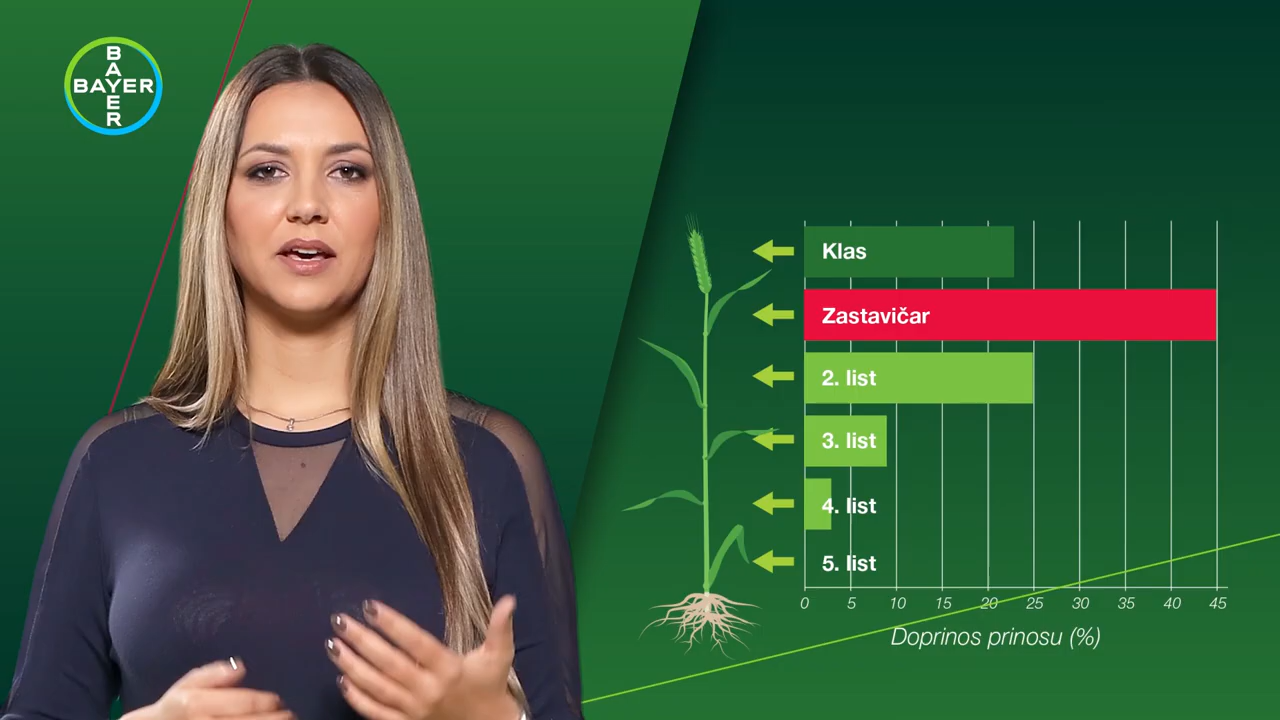 BAYER
BAYER
Klas
Zastavičar
2. list
3. list
4. list
5. list
0 5 10 15 20 25 30 35 40 45
Doprinos prinosu (%)